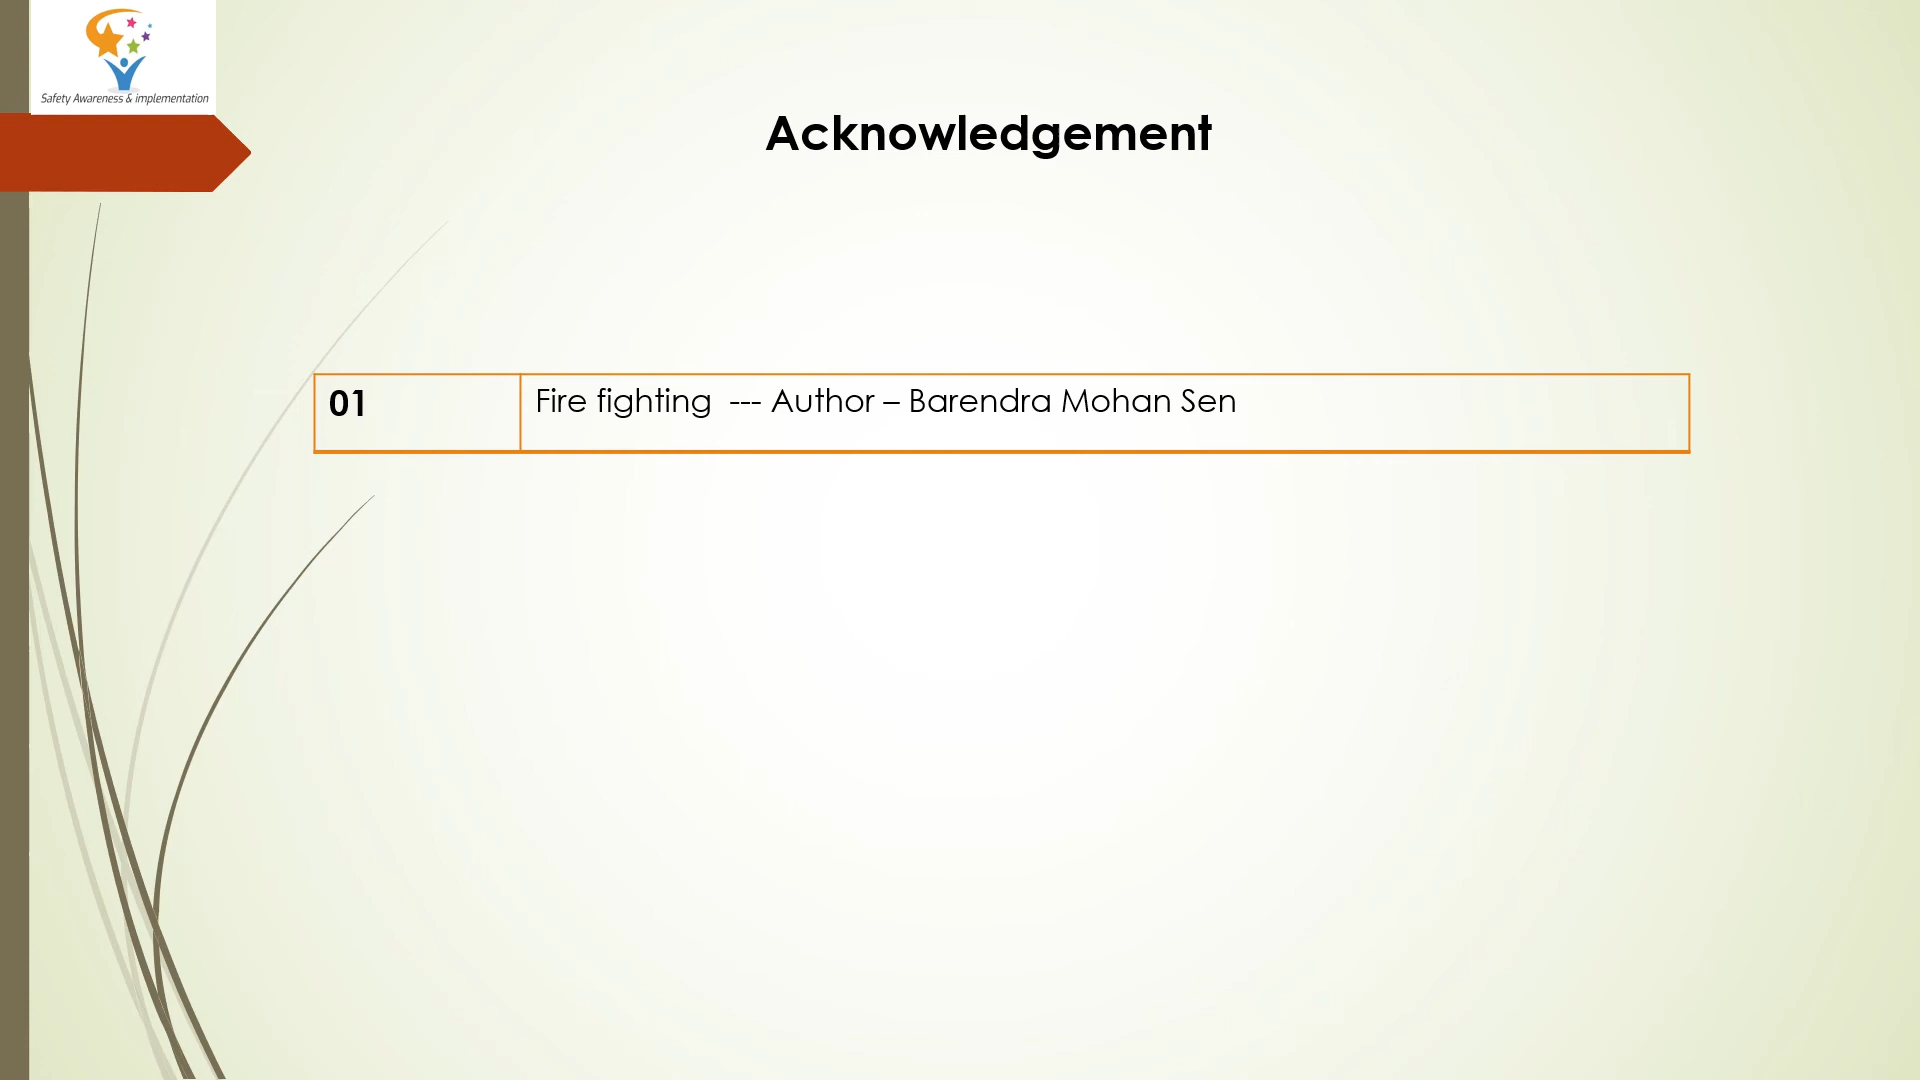 Safety Awareness & implementation
Acknowledgement
01 Fire fighting --- Author – Barendra Mohan Sen